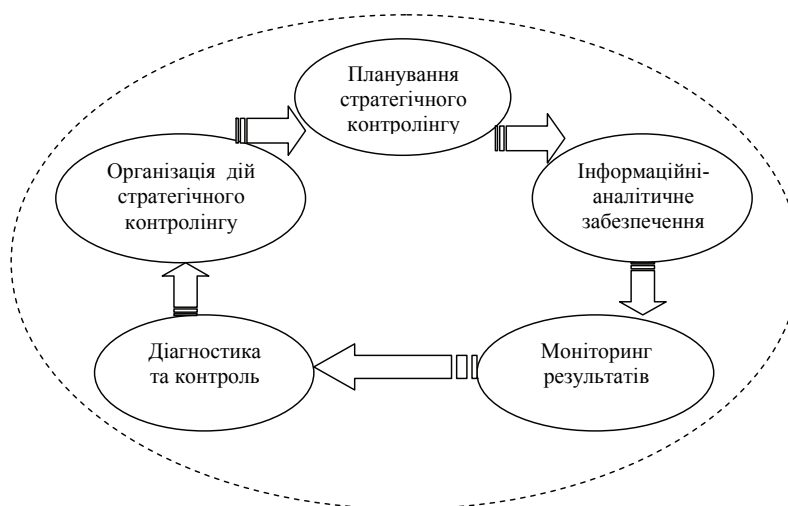 Планування
стратегічного
контролінгу
Організація дій
стратегічного
контролінгу
Інформаційні-
аналітичне
забезпечення
Діагностика
та контроль
Моніторинг
результатів